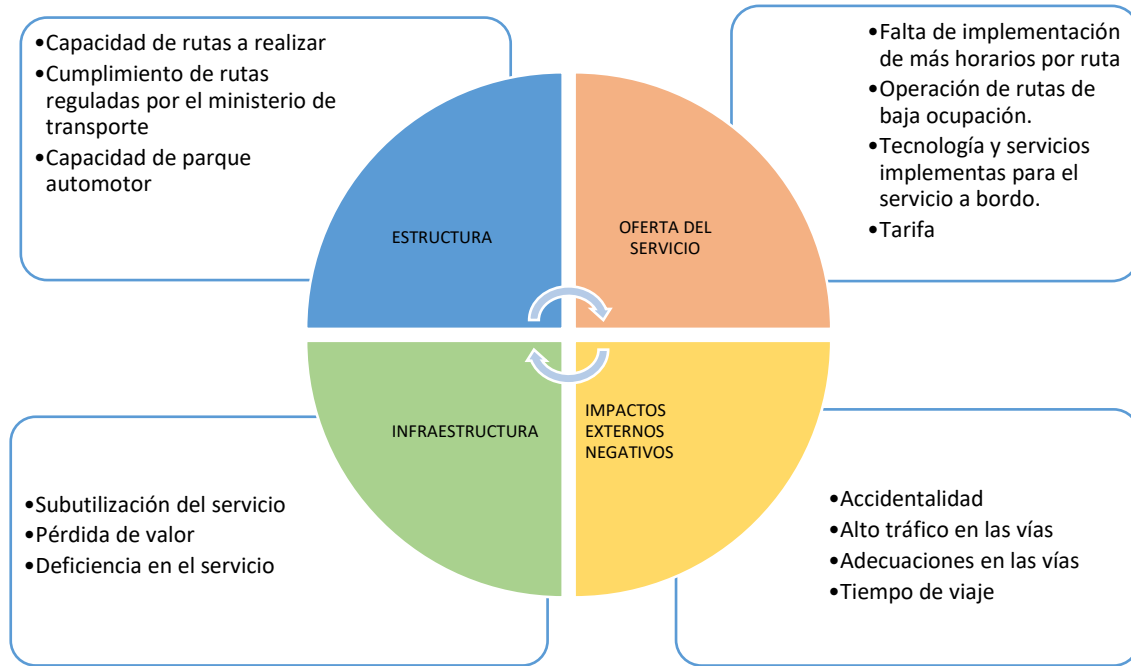 •Capacidad de rutas a realizar
•Cumplimiento de rutas
reguladas por el ministerio de
transporte
•Capacidad de parque
automotor
•Falta de implementación
de más horarios por ruta
•Operación de rutas de
baja ocupación.
•Tecnología y servicios
implementas para el
servicio a bordo.
•Tarifa
ESTRUCTURA
OFERTA DEL
SERVICIO
INFRAESTRUCTURA
IMPACTOS
EXTERNOS
NEGATIVOS
•Subutilización del servicio
•Pérdida de valor
•Deficiencia en el servicio
•Accidentalidad
•Alto tráfico en las vías
•Adecuaciones en las vías
•Tiempo de viaje